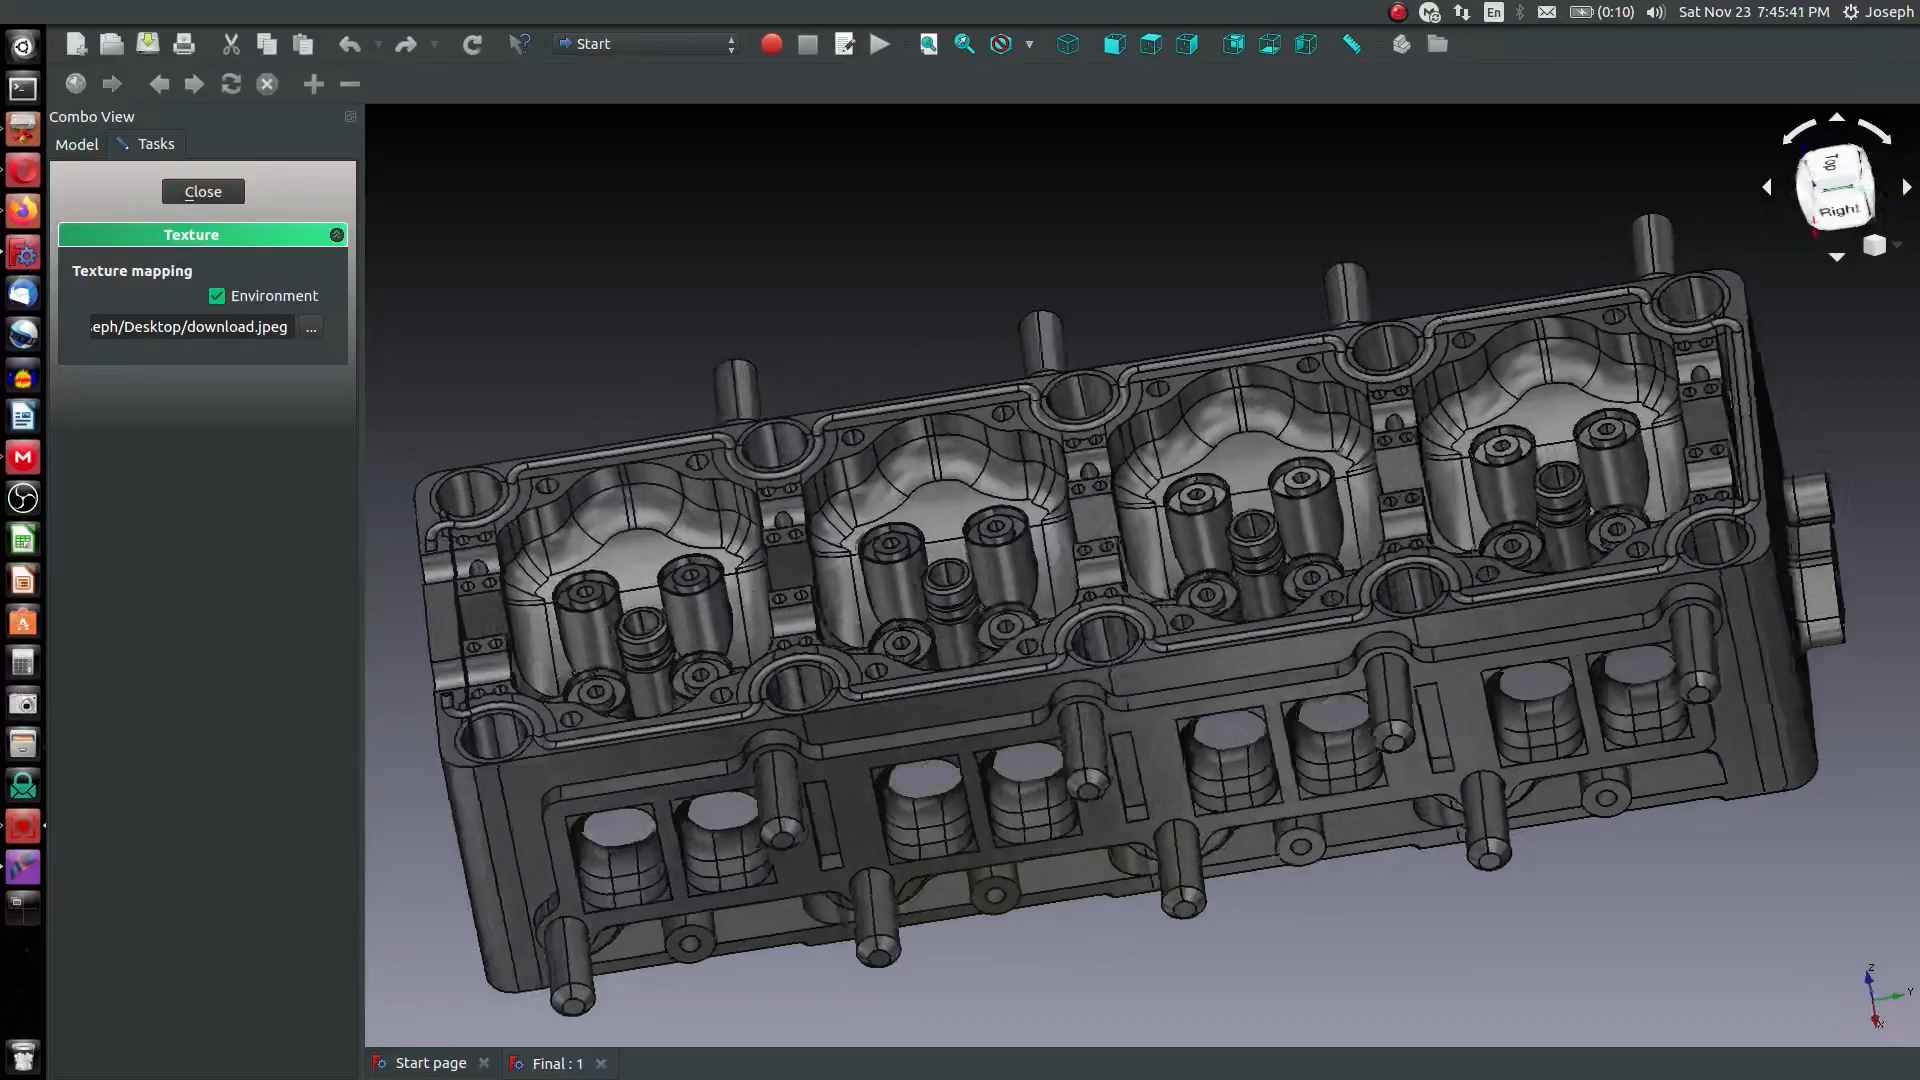 En (0:10) Sat Nov 23 7:45:41 PM Joseph
Start
Combo View
Model Tasks
Close
Texture
Texture mapping
Environment
eph/Desktop/download.jpeg ...
Top
Right
Z
Y
X
Start page Final : 1